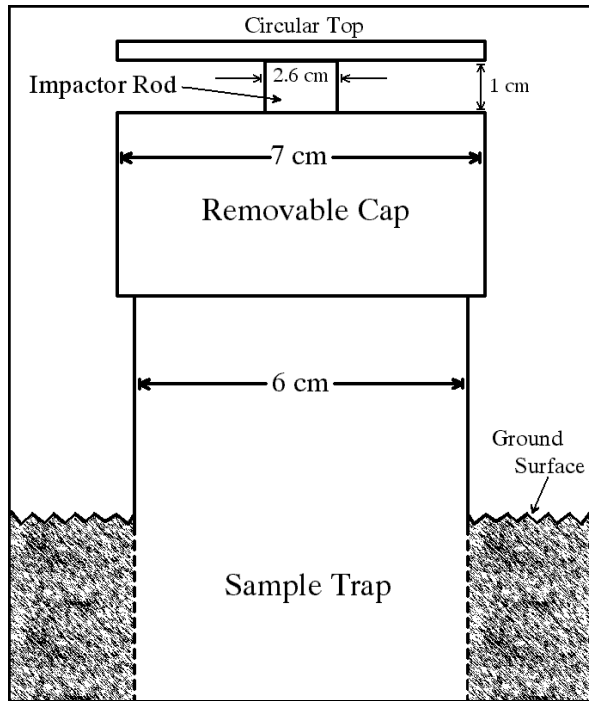 Circular Top
2.6 cm
Impactor Rod
1 cm
7 cm
Removable Cap
6 cm
Ground
Surface
Sample Trap